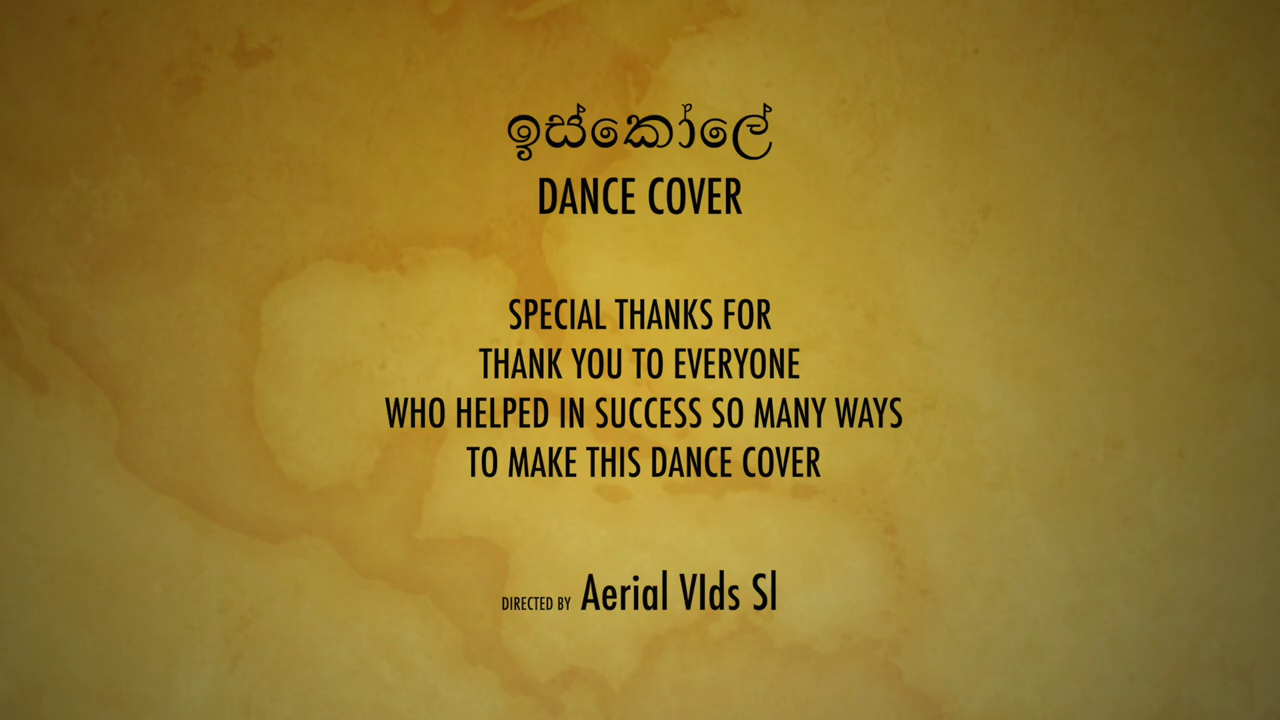 ඉස්කෝලේ
DANCE COVER
SPECIAL THANKS FOR
THANK YOU TO EVERYONE
WHO HELPED IN SUCCESS SO MANY WAYS
TO MAKE THIS DANCE COVER
DIRECTED BY Aerial VIds Sl